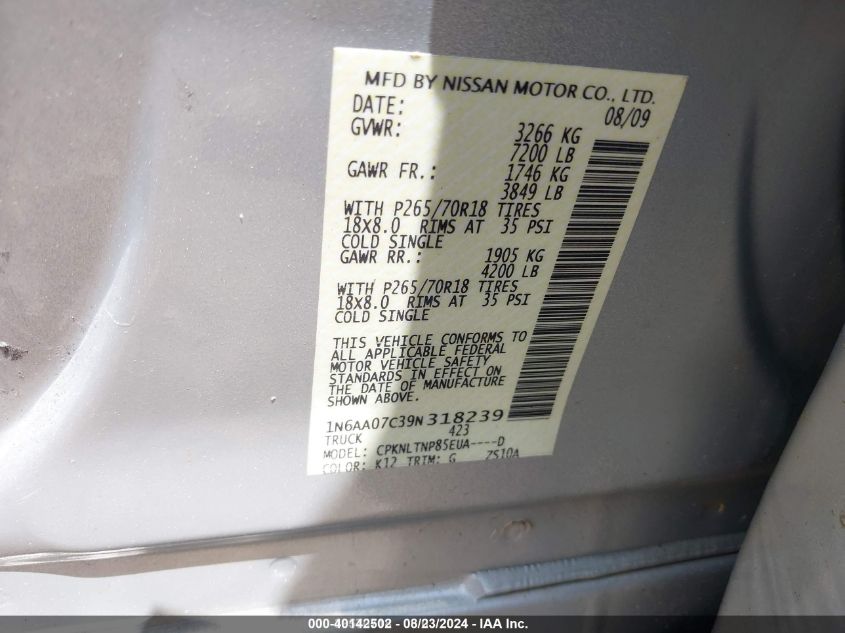 MFD BY NISSAN MOTOR CO., LTD.
DATE: 08/09
GVWR: 3266 KG
7200 LB
GAWR FR.: 1746 KG
3849 LB
WITH P265/70R18 TIRES
18X8.0 RIMS AT 35 PSI
COLD SINGLE
GAWR RR.: 1905 KG
4200 LB
WITH P265/70R18 TIRES
18X8.0 RIMS AT 35 PSI
COLD SINGLE
THIS VEHICLE CONFORMS TO
ALL APPLICABLE FEDERAL
MOTOR VEHICLE SAFETY
STANDARDS IN EFFECT ON
THE DATE OF MANUFACTURE
SHOWN ABOVE.
1N6AA07C39N318239
TRUCK 423
MODEL: CPKNLTNP85EUA----D
COLOR: K12 TRIM: G ZS10A
000-40142502 - 08/23/2024 - IAA Inc.